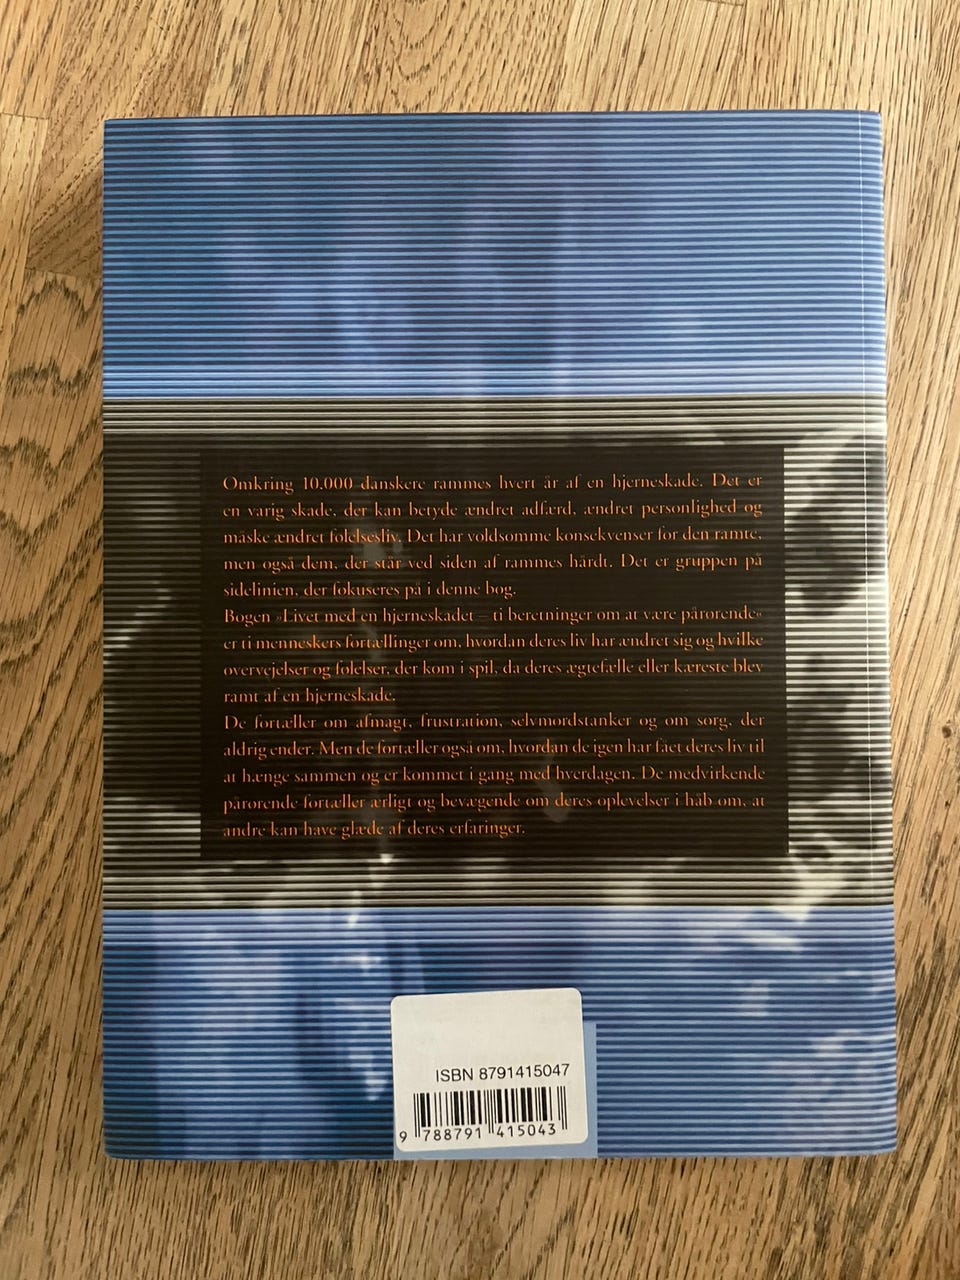 Omkring 10.000 danskere rammes hvert år af en hjerneskade. Det er
en varig skade, der kan betyde ændret adfærd, ændret personlighed og
måske ændret følelsesliv. Det har voldsomme konsekvenser for den ramte,
men også dem, der står ved siden af rammes hårdt. Det er gruppen på
sidelinien, der fokuseres på i denne bog.
Bogen »Livet med en hjerneskadet – ti beretninger om at være pårørende«
er ti menneskers fortællinger om, hvordan deres liv har ændret sig og hvilke
overvejelser og følelser, der kom i spil, da deres ægtefælle eller kæreste blev
ramt af en hjerneskade.
De fortæller om afmagt, frustration, selvmordstanker og om sorg, der
aldrig ender. Men de fortæller også om, hvordan de igen har fået deres liv til
at hænge sammen og er kommet i gang med hverdagen. De medvirkende
pårørende fortæller ærligt og bevægende om deres oplevelser i håb om, at
andre kan have glæde af deres erfaringer.
ISBN 8791415047
9 788791 415043